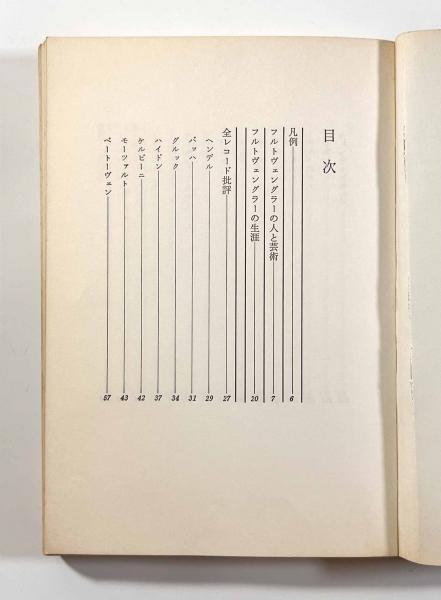 目次
凡例 6
フルトヴェングラーの人と芸術 7
フルトヴェングラーの生涯 20
全レコード批評 27
ヘンデル 29
バッハ 31
グルック 34
ハイドン 37
ケルビーニ 42
モーツァルト 43
ベートーヴェン 57